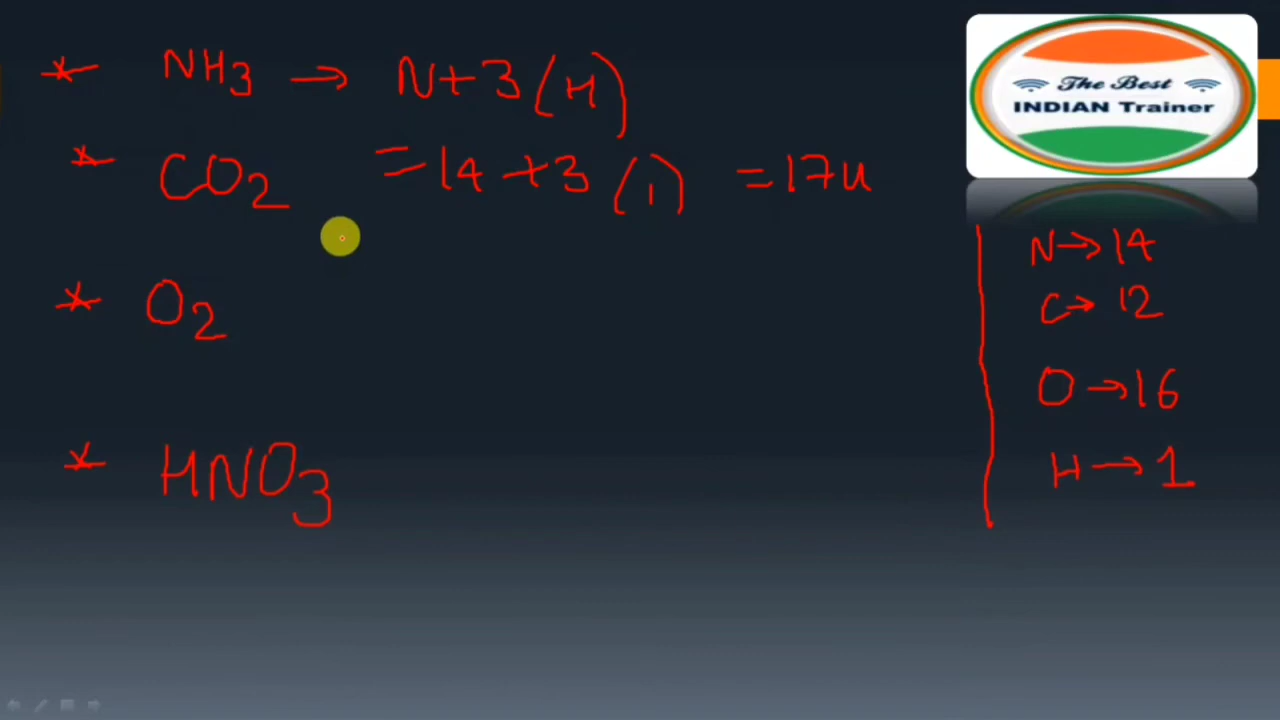 * NH3 → N+3(H)
* CO2 =14+3(1) =17u
* O2
* HNO3
The Best
INDIAN Trainer
N→14
C→12
O→16
H→1